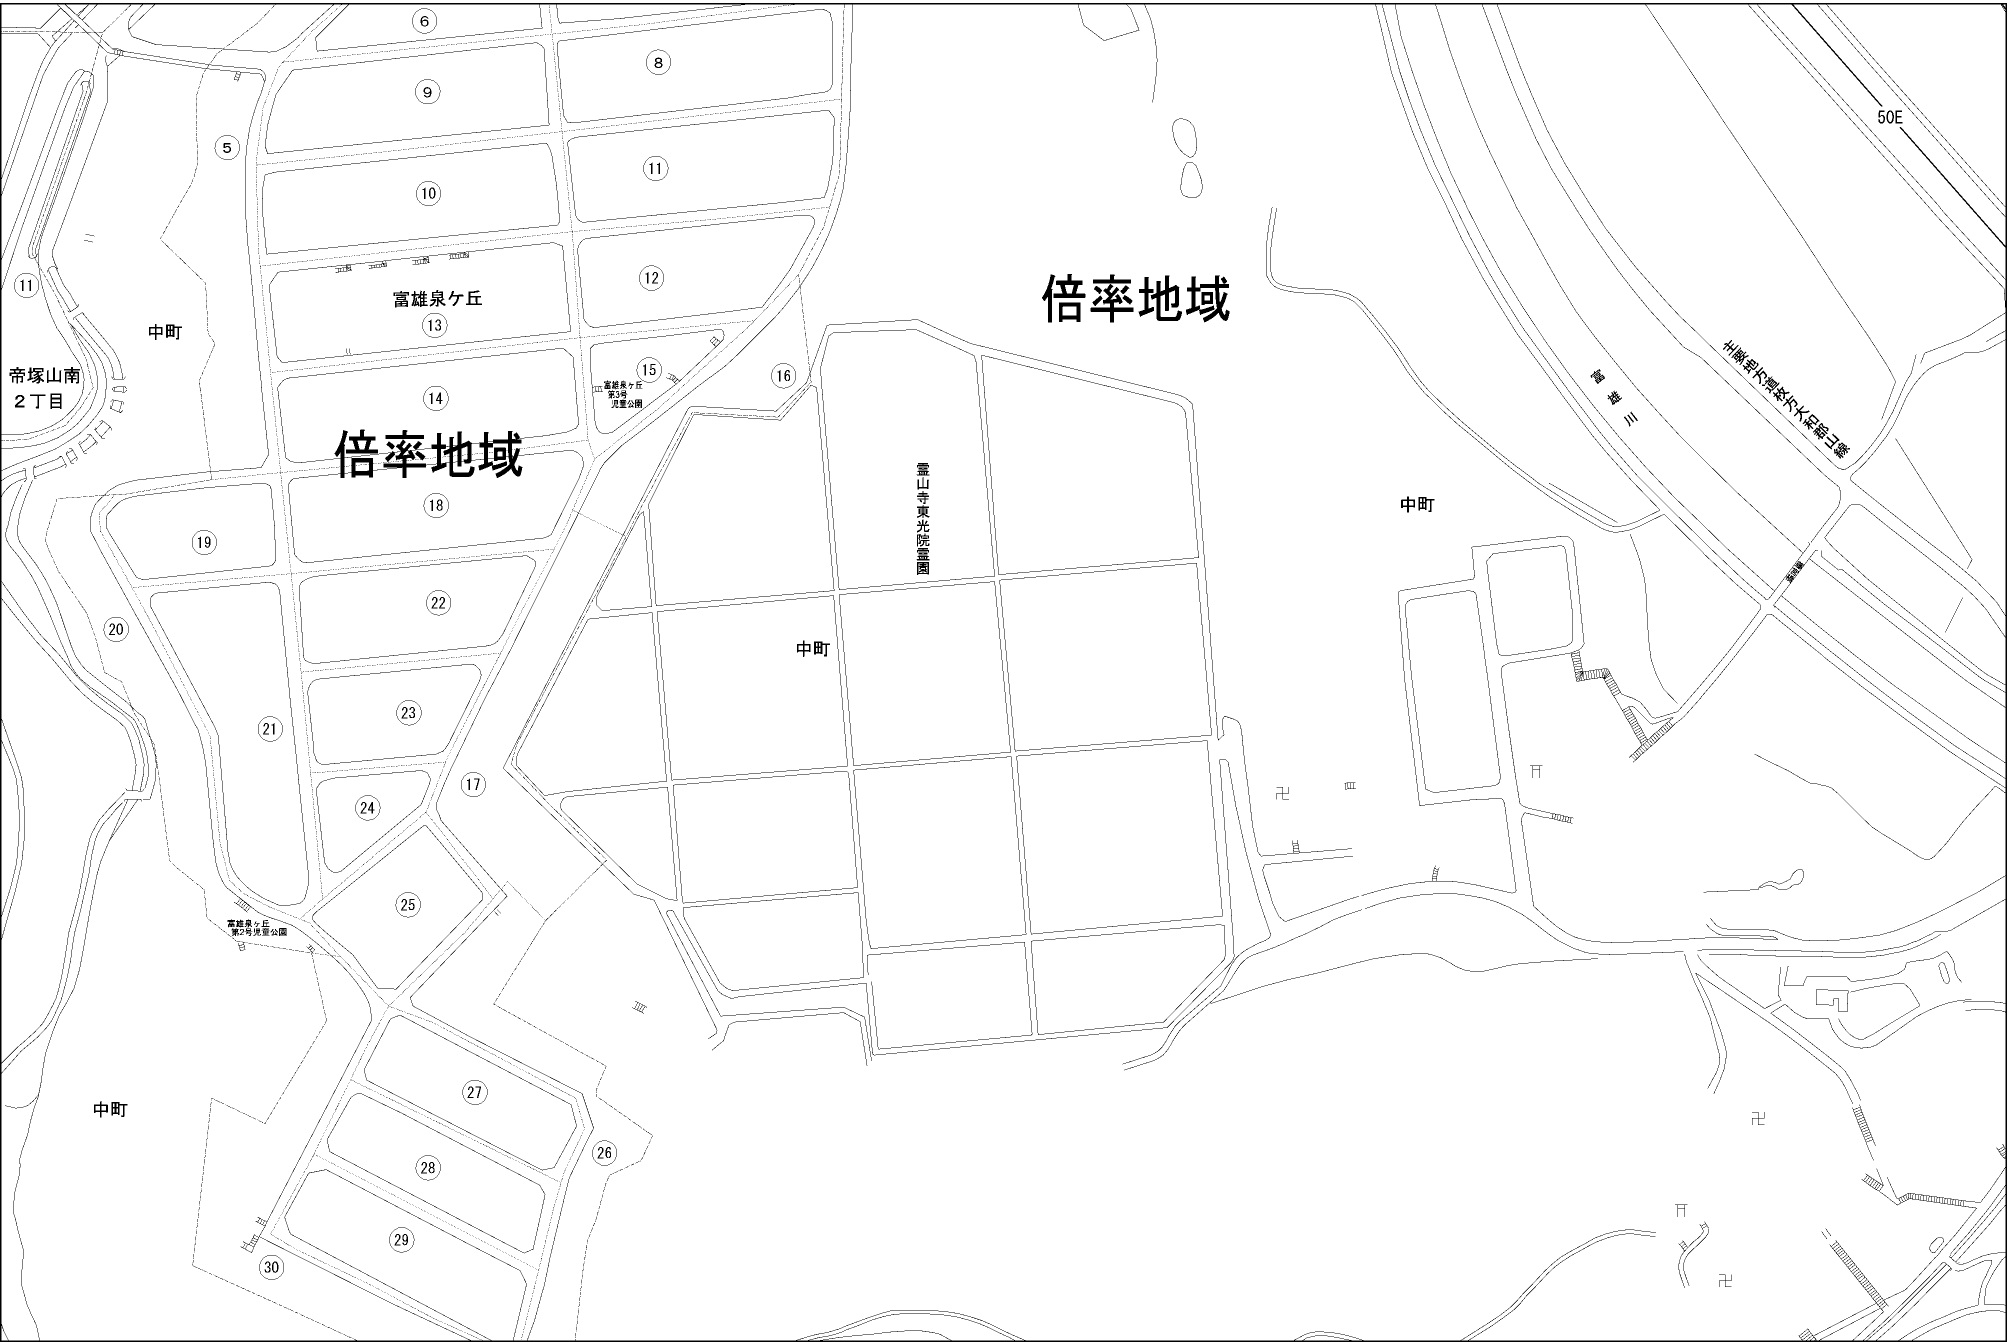 6
8
9
50E
5
11
10
12
11
富雄泉ケ丘
13
倍率地域
中町
帝塚山南
2丁目
14
15
富雄泉ヶ丘
第3号
児童公園
16
富雄川
主要地方道枚方大和郡山線
倍率地域
18
霊山寺東光院霊園
中町
19
22
20
中町
23
21
17
24
25
富雄泉ヶ丘
第2号児童公園
27
中町
26
28
29
30